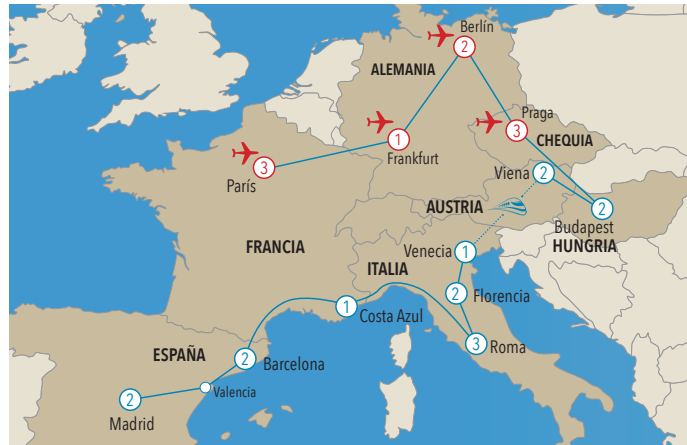 Berlín
2
ALEMANIA
Praga
3
CHEQUIA
1
Frankfurt
3
París
Viena
2
AUSTRIA
2
Budapest
HUNGRIA
FRANCIA
Venecia
1
ITALIA
2
Florencia
1
Costa Azul
3
Roma
ESPAÑA
2
Barcelona
Valencia
2
Madrid